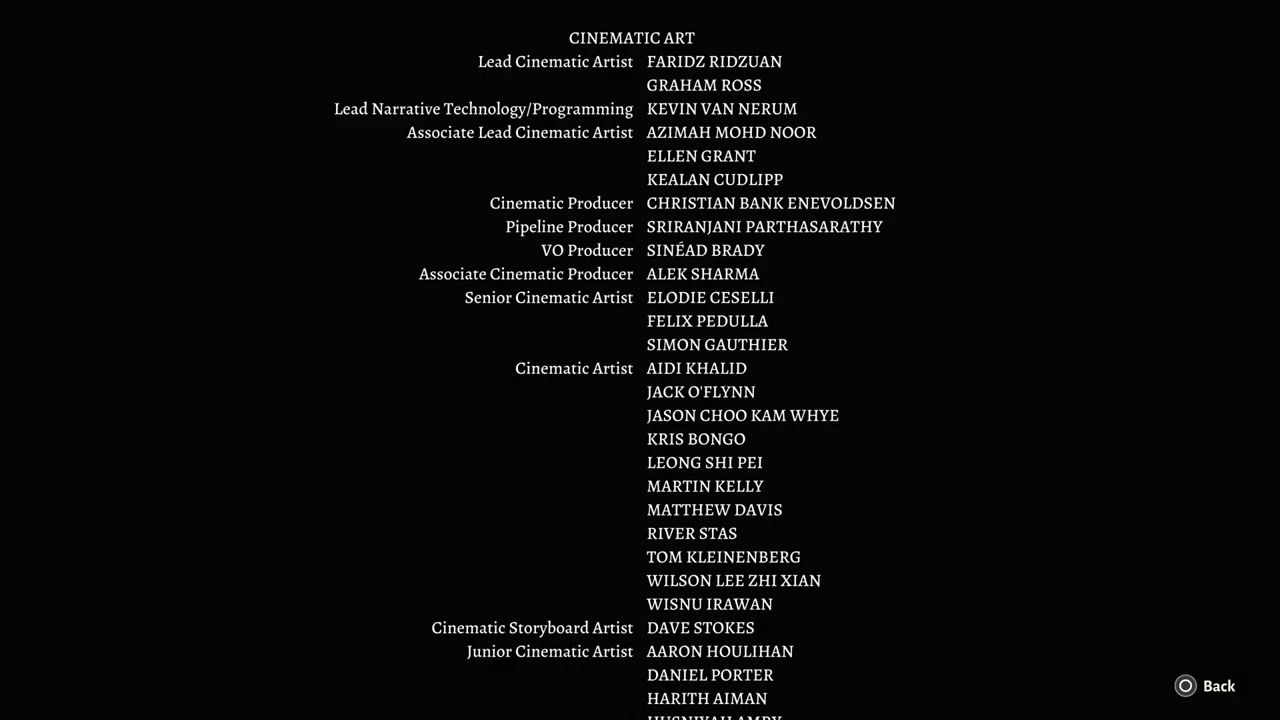 CINEMATIC ART
Lead Cinematic Artist FARIDZ RIDZUAN
GRAHAM ROSS
Lead Narrative Technology/Programming KEVIN VAN NERUM
Associate Lead Cinematic Artist AZIMAH MOHD NOOR
ELLEN GRANT
KEALAN CUDLIPP
Cinematic Producer CHRISTIAN BANK ENEVOLDSEN
Pipeline Producer SRIRANJANI PARTHASARATHY
VO Producer SINÉAD BRADY
Associate Cinematic Producer ALEK SHARMA
Senior Cinematic Artist ELODIE CESELLI
FELIX PEDULLA
SIMON GAUTHIER
Cinematic Artist AIDI KHALID
JACK O'FLYNN
JASON CHOO KAM WHYE
KRIS BONGO
LEONG SHI PEI
MARTIN KELLY
MATTHEW DAVIS
RIVER STAS
TOM KLEINENBERG
WILSON LEE ZHI XIAN
WISNU IRAWAN
Cinematic Storyboard Artist DAVE STOKES
Junior Cinematic Artist AARON HOULIHAN
DANIEL PORTER
Back
HARITH AIMAN